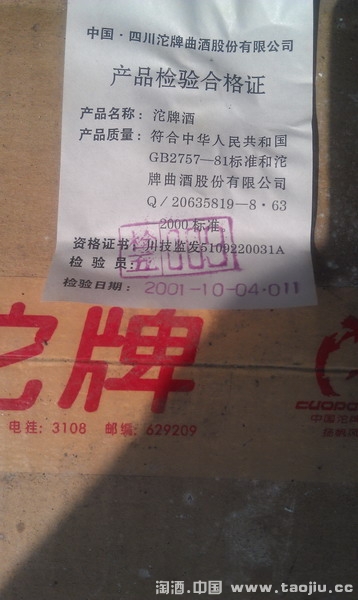 中国·四川沱牌曲酒股份有限公司
产品检验合格证
产品名称：沱牌酒
产品质量：符合中华人民共和国
GB2757—81标准和沱
牌曲酒股份有限公司
Q／20635819—8·63
2000标准
资格证书：川技监发5109220031A
检验员：
检验日期：2001-10-04-011
沱牌
电挂：3108 邮编：629209
中国沱牌
淘酒.中国 www.taojiu.cc